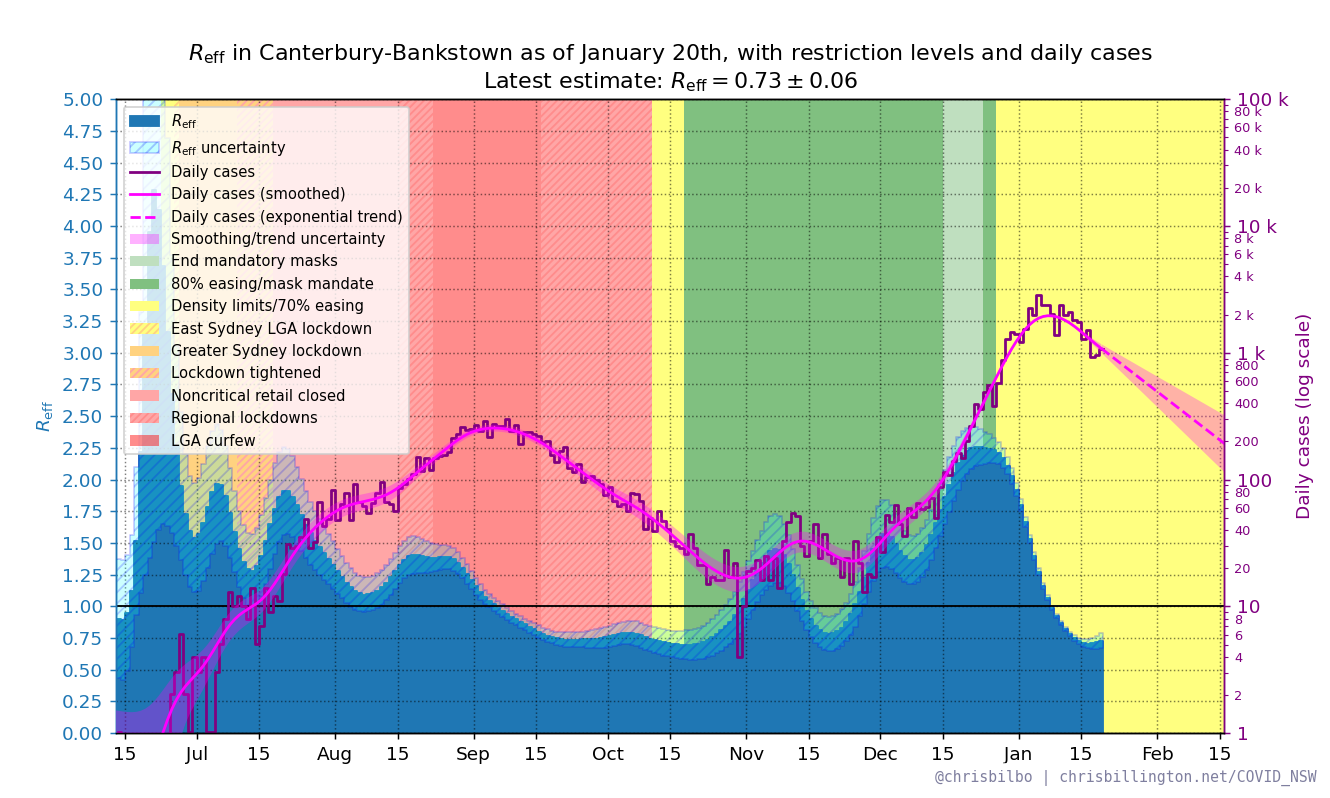 Reff in Canterbury-Bankstown as of January 20th, with restriction levels and daily cases
Latest estimate: Reff = 0.73 ± 0.06
5.00
4.75
4.50
4.25
4.00
3.75
3.50
3.25
3.00
2.75
2.50
2.25
2.00
1.75
1.50
1.25
1.00
0.75
0.50
0.25
0.00
Reff
Reff
Reff uncertainty
Daily cases
Daily cases (smoothed)
Daily cases (exponential trend)
Smoothing/trend uncertainty
End mandatory masks
80% easing/mask mandate
Density limits/70% easing
East Sydney LGA lockdown
Greater Sydney lockdown
Lockdown tightened
Noncritical retail closed
Regional lockdowns
LGA curfew
100 k
80 k
60 k
40 k
20 k
10 k
8 k
6 k
4 k
2 k
1 k
800
600
400
200
100
80
60
40
20
10
8
6
4
2
1
Daily cases (log scale)
15 Jul 15 Aug 15 Sep 15 Oct 15 Nov 15 Dec 15 Jan 15 Feb 15
@chrisbilbo | chrisbillington.net/COVID_NSW